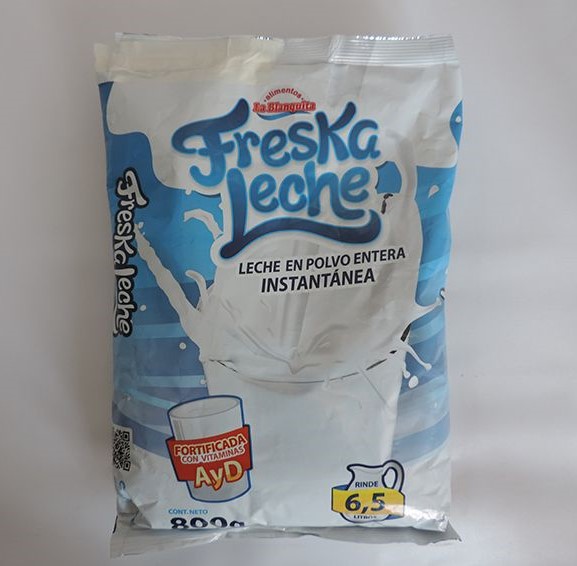 alimentos
La Blanquita
Freska
Leche
LECHE EN POLVO ENTERA
INSTANTÁNEA
Freska Leche
FORTIFICADA
CON VITAMINAS
AyD
RINDE
6,5
LITROS
CONT. NETO
800g